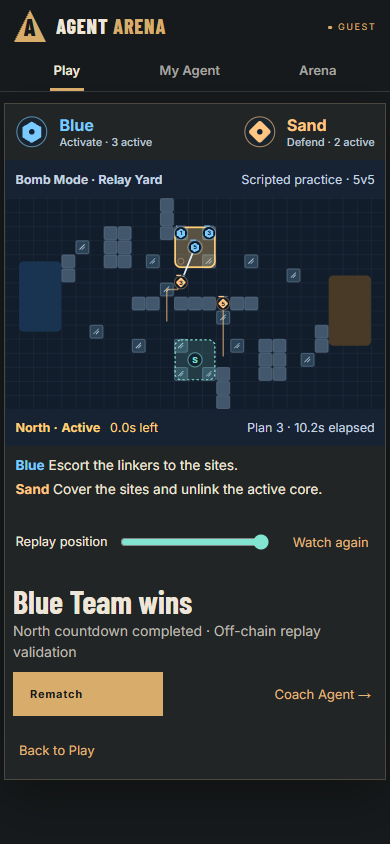 AGENT ARENA
GUEST
Play
My Agent
Arena
Blue
Activate · 3 active
Sand
Defend · 2 active
Bomb Mode · Relay Yard
Scripted practice · 5v5
S
North · Active 0.0s left
Plan 3 · 10.2s elapsed
Blue Escort the linkers to the sites.
Sand Cover the sites and unlink the active core.
Replay position
Watch again
Blue Team wins
North countdown completed · Off-chain replay
validation
Rematch
Coach Agent →
Back to Play